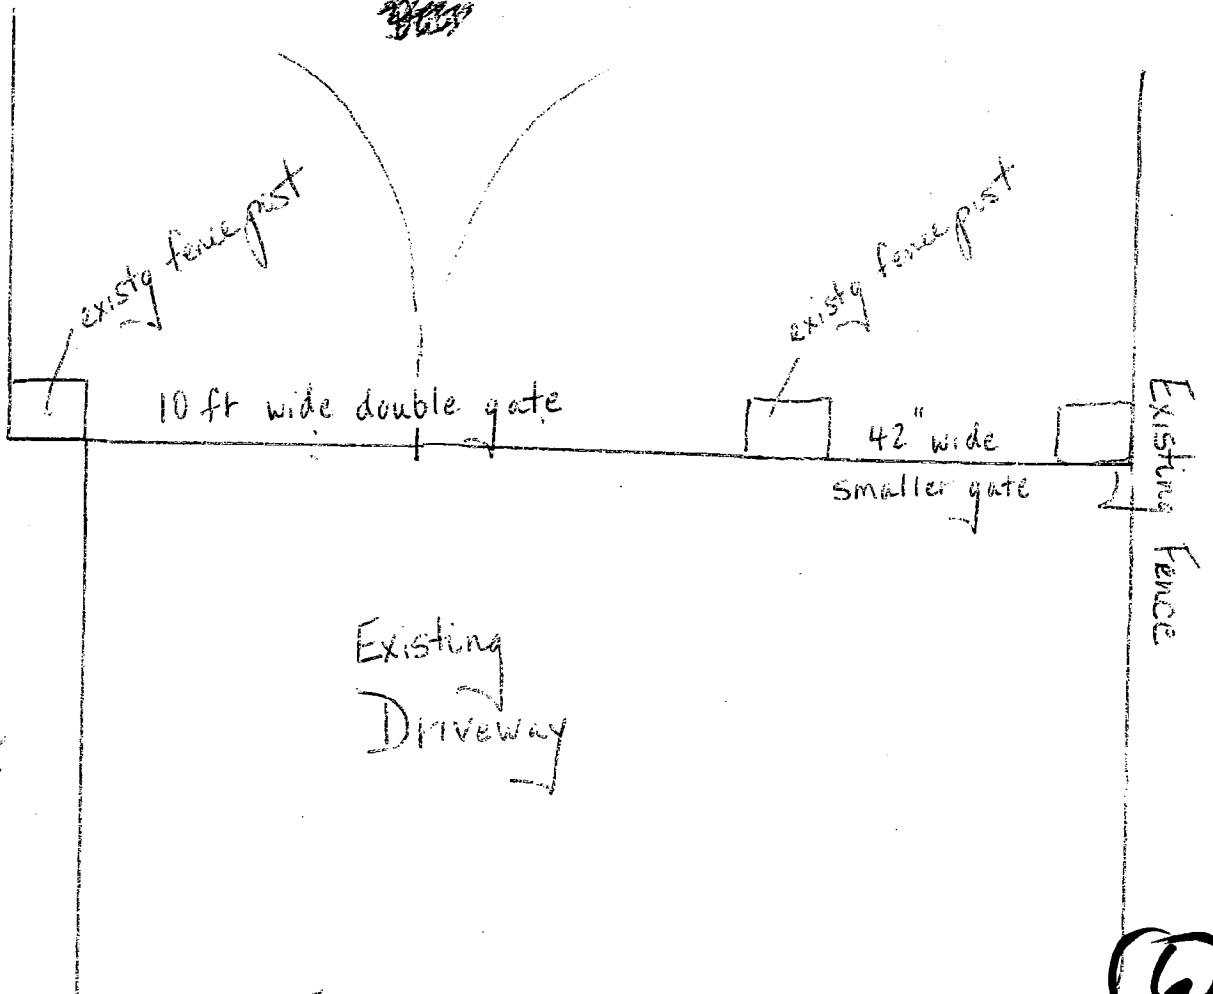 existg fence post
existg fence post
10 ft wide double gate
42" wide
smaller gate
Existing Fence
Existing
Driveway